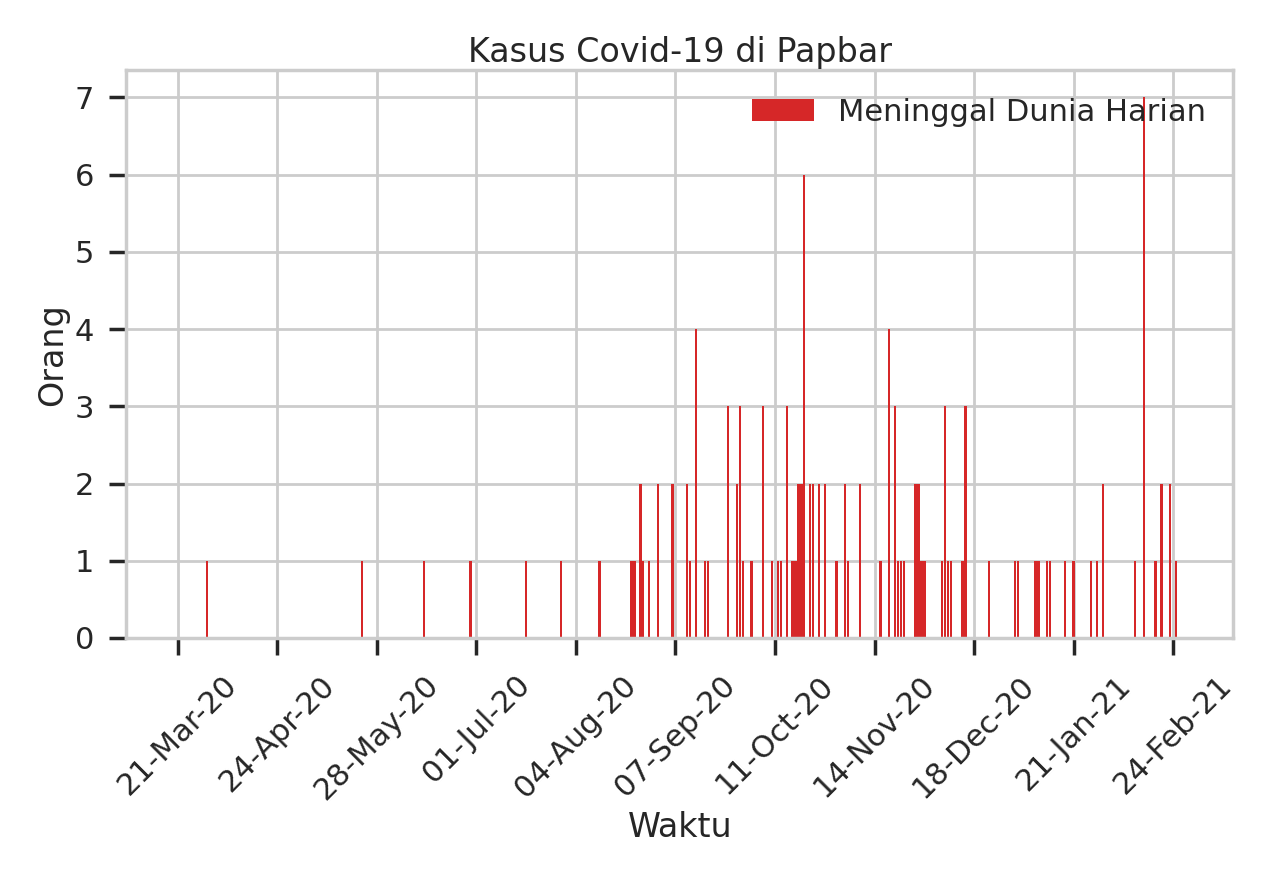 Kasus Covid-19 di Papbar
Meninggal Dunia Harian
Orang
7
6
5
4
3
2
1
0
21-Mar-20
24-Apr-20
28-May-20
01-Jul-20
04-Aug-20
07-Sep-20
11-Oct-20
14-Nov-20
18-Dec-20
21-Jan-21
24-Feb-21
Waktu